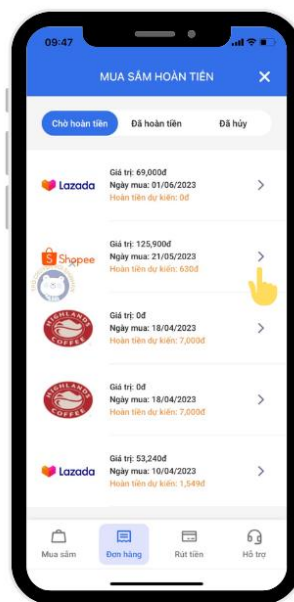 09:47
MUA SẮM HOÀN TIỀN
Chờ hoàn tiền Đã hoàn tiền Đã hủy
Lazada
Giá trị: 69,000đ
Ngày mua: 01/06/2023
Hoàn tiền dự kiến: 0đ
Shopee
Giá trị: 125,900đ
Ngày mua: 21/05/2023
Hoàn tiền dự kiến: 630đ
HIGHLANDS
COFFEE
Giá trị: 0đ
Ngày mua: 18/04/2023
Hoàn tiền dự kiến: 7,000đ
HIGHLANDS
COFFEE
Giá trị: 0đ
Ngày mua: 18/04/2023
Hoàn tiền dự kiến: 7,000đ
Lazada
Giá trị: 53,240đ
Ngày mua: 10/04/2023
Hoàn tiền dự kiến: 1,549đ
Mua sắm Đơn hàng Rút tiền Hỗ trợ